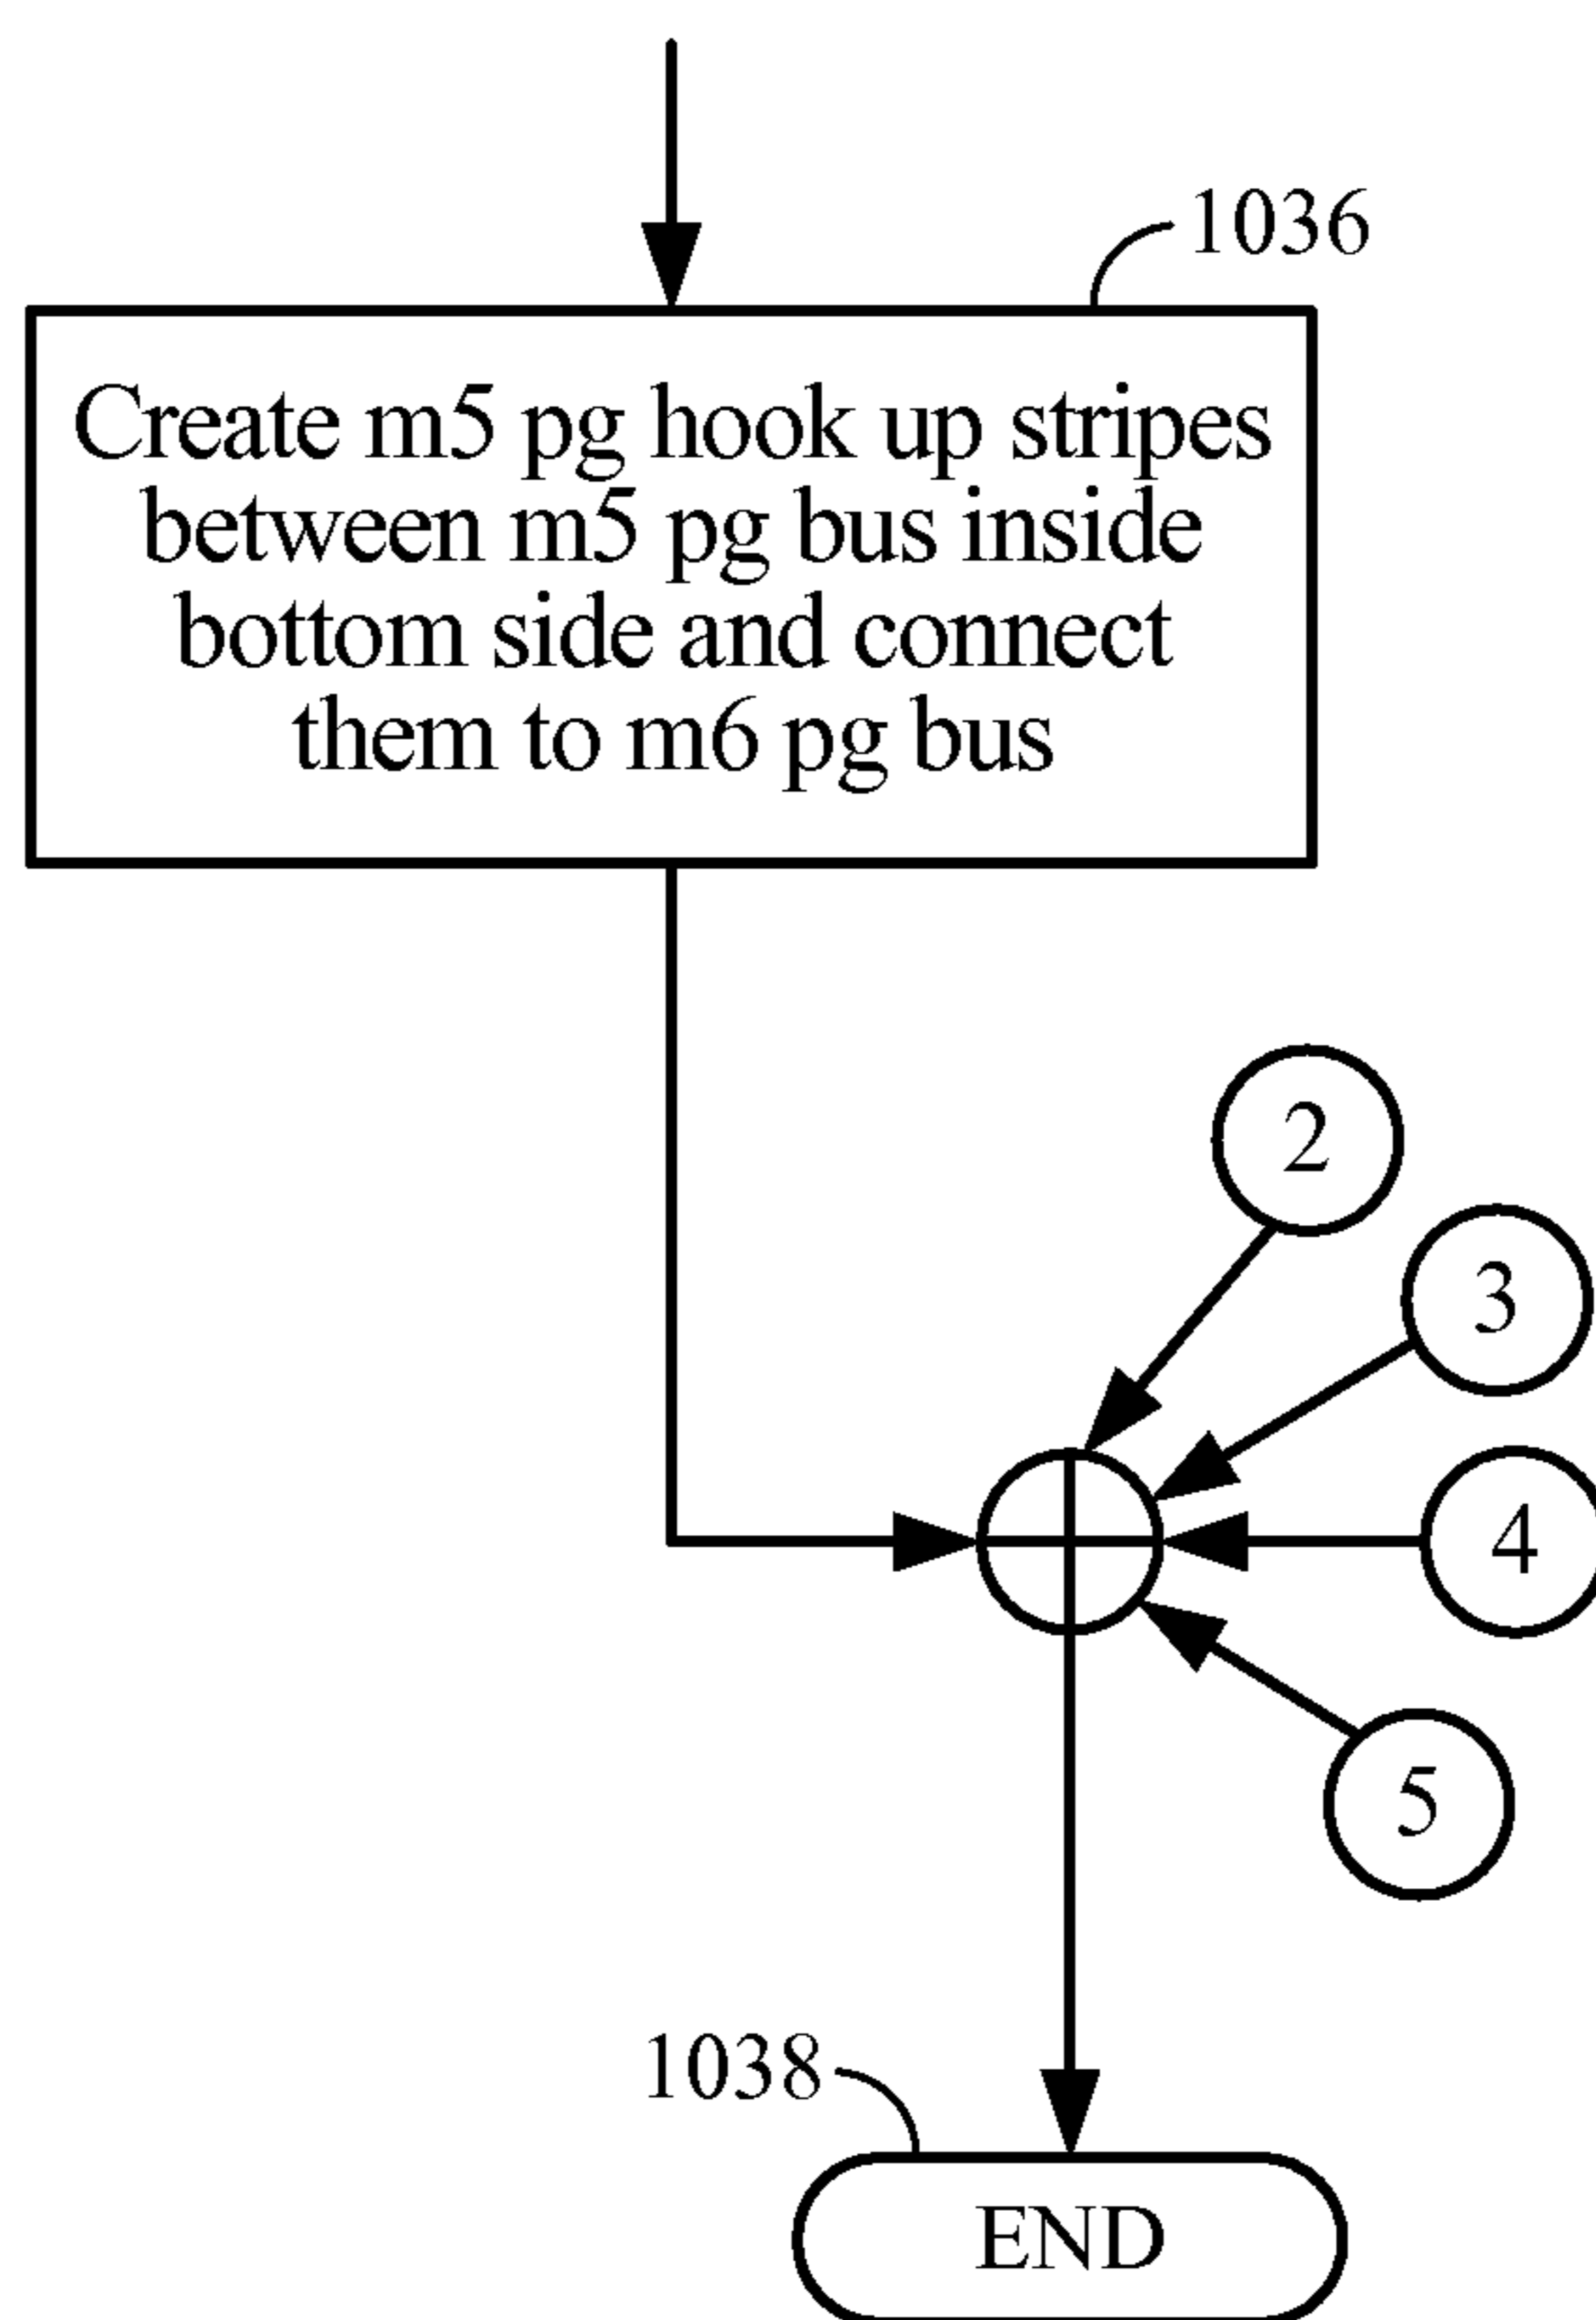 1036
Create m5 pg hook up stripes
between m5 pg bus inside
bottom side and connect
them to m6 pg bus
2
3
4
5
1038
END